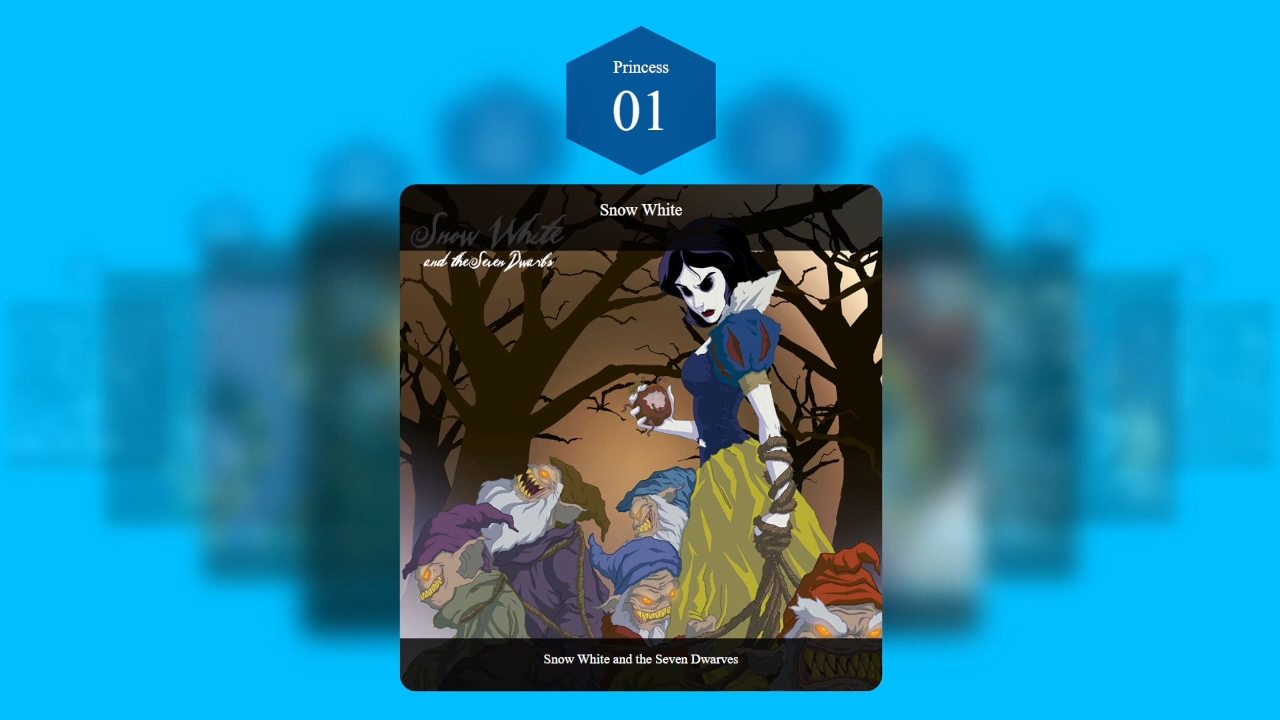 Princess
01
Snow White
Snow White
and the Seven Dwarfs
Snow White and the Seven Dwarves